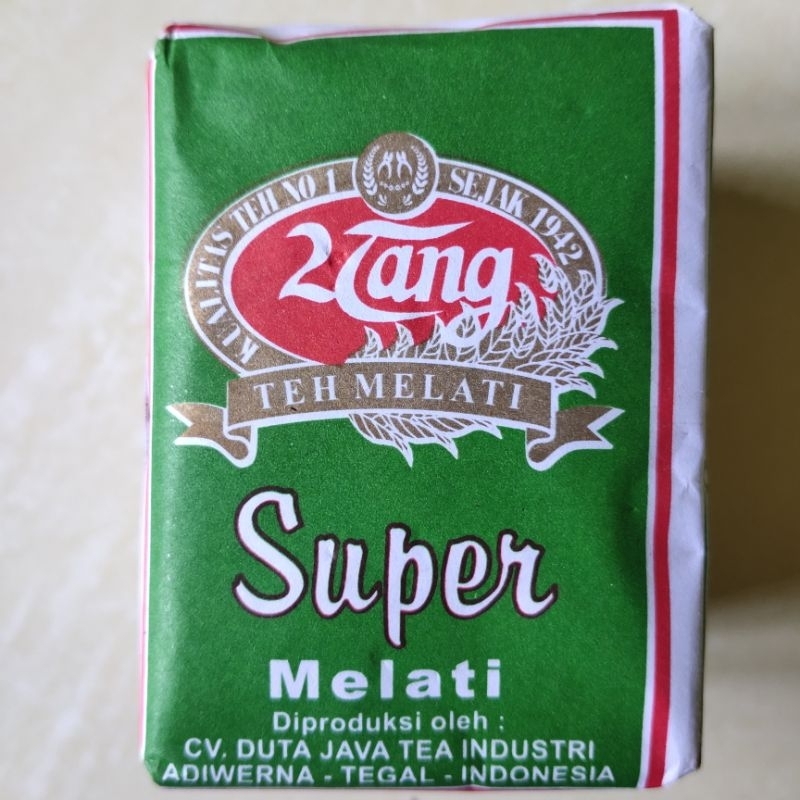 KUALITAS TEH NO 1 SEJAK 1942
2Tang
TEH MELATI
Super
Melati
Diproduksi oleh :
CV. DUTA JAVA TEA INDUSTRI
ADIWERNA - TEGAL - INDONESIA